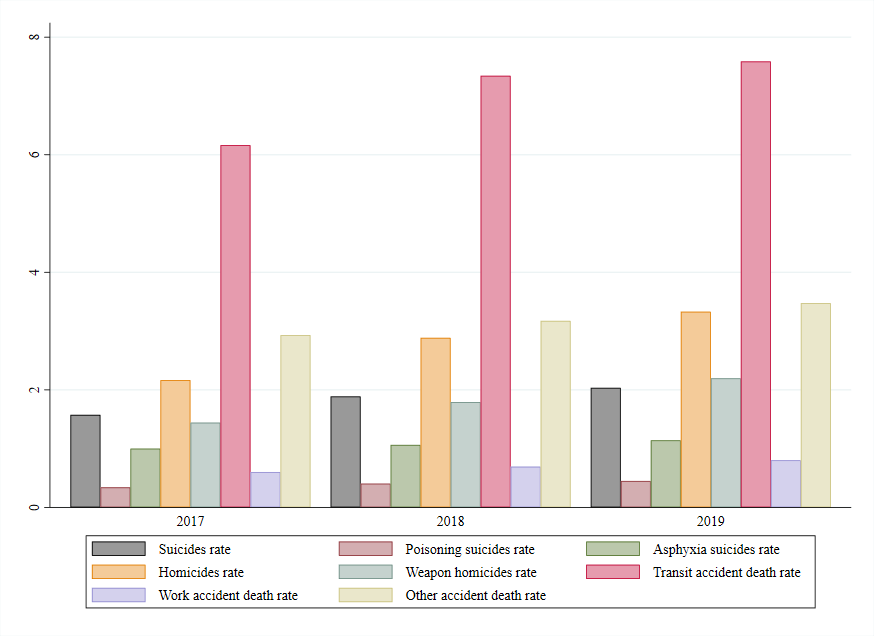 8
6
4
2
0
2017 2018 2019
Suicides rate Poisoning suicides rate Asphyxia suicides rate
Homicides rate Weapon homicides rate Transit accident death rate
Work accident death rate Other accident death rate